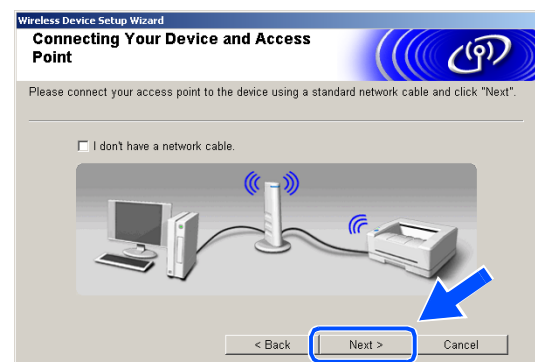 Wireless Device Setup Wizard
Connecting Your Device and Access
Point
Please connect your access point to the device using a standard network cable and click "Next".
I don't have a network cable.
< Back Next > Cancel